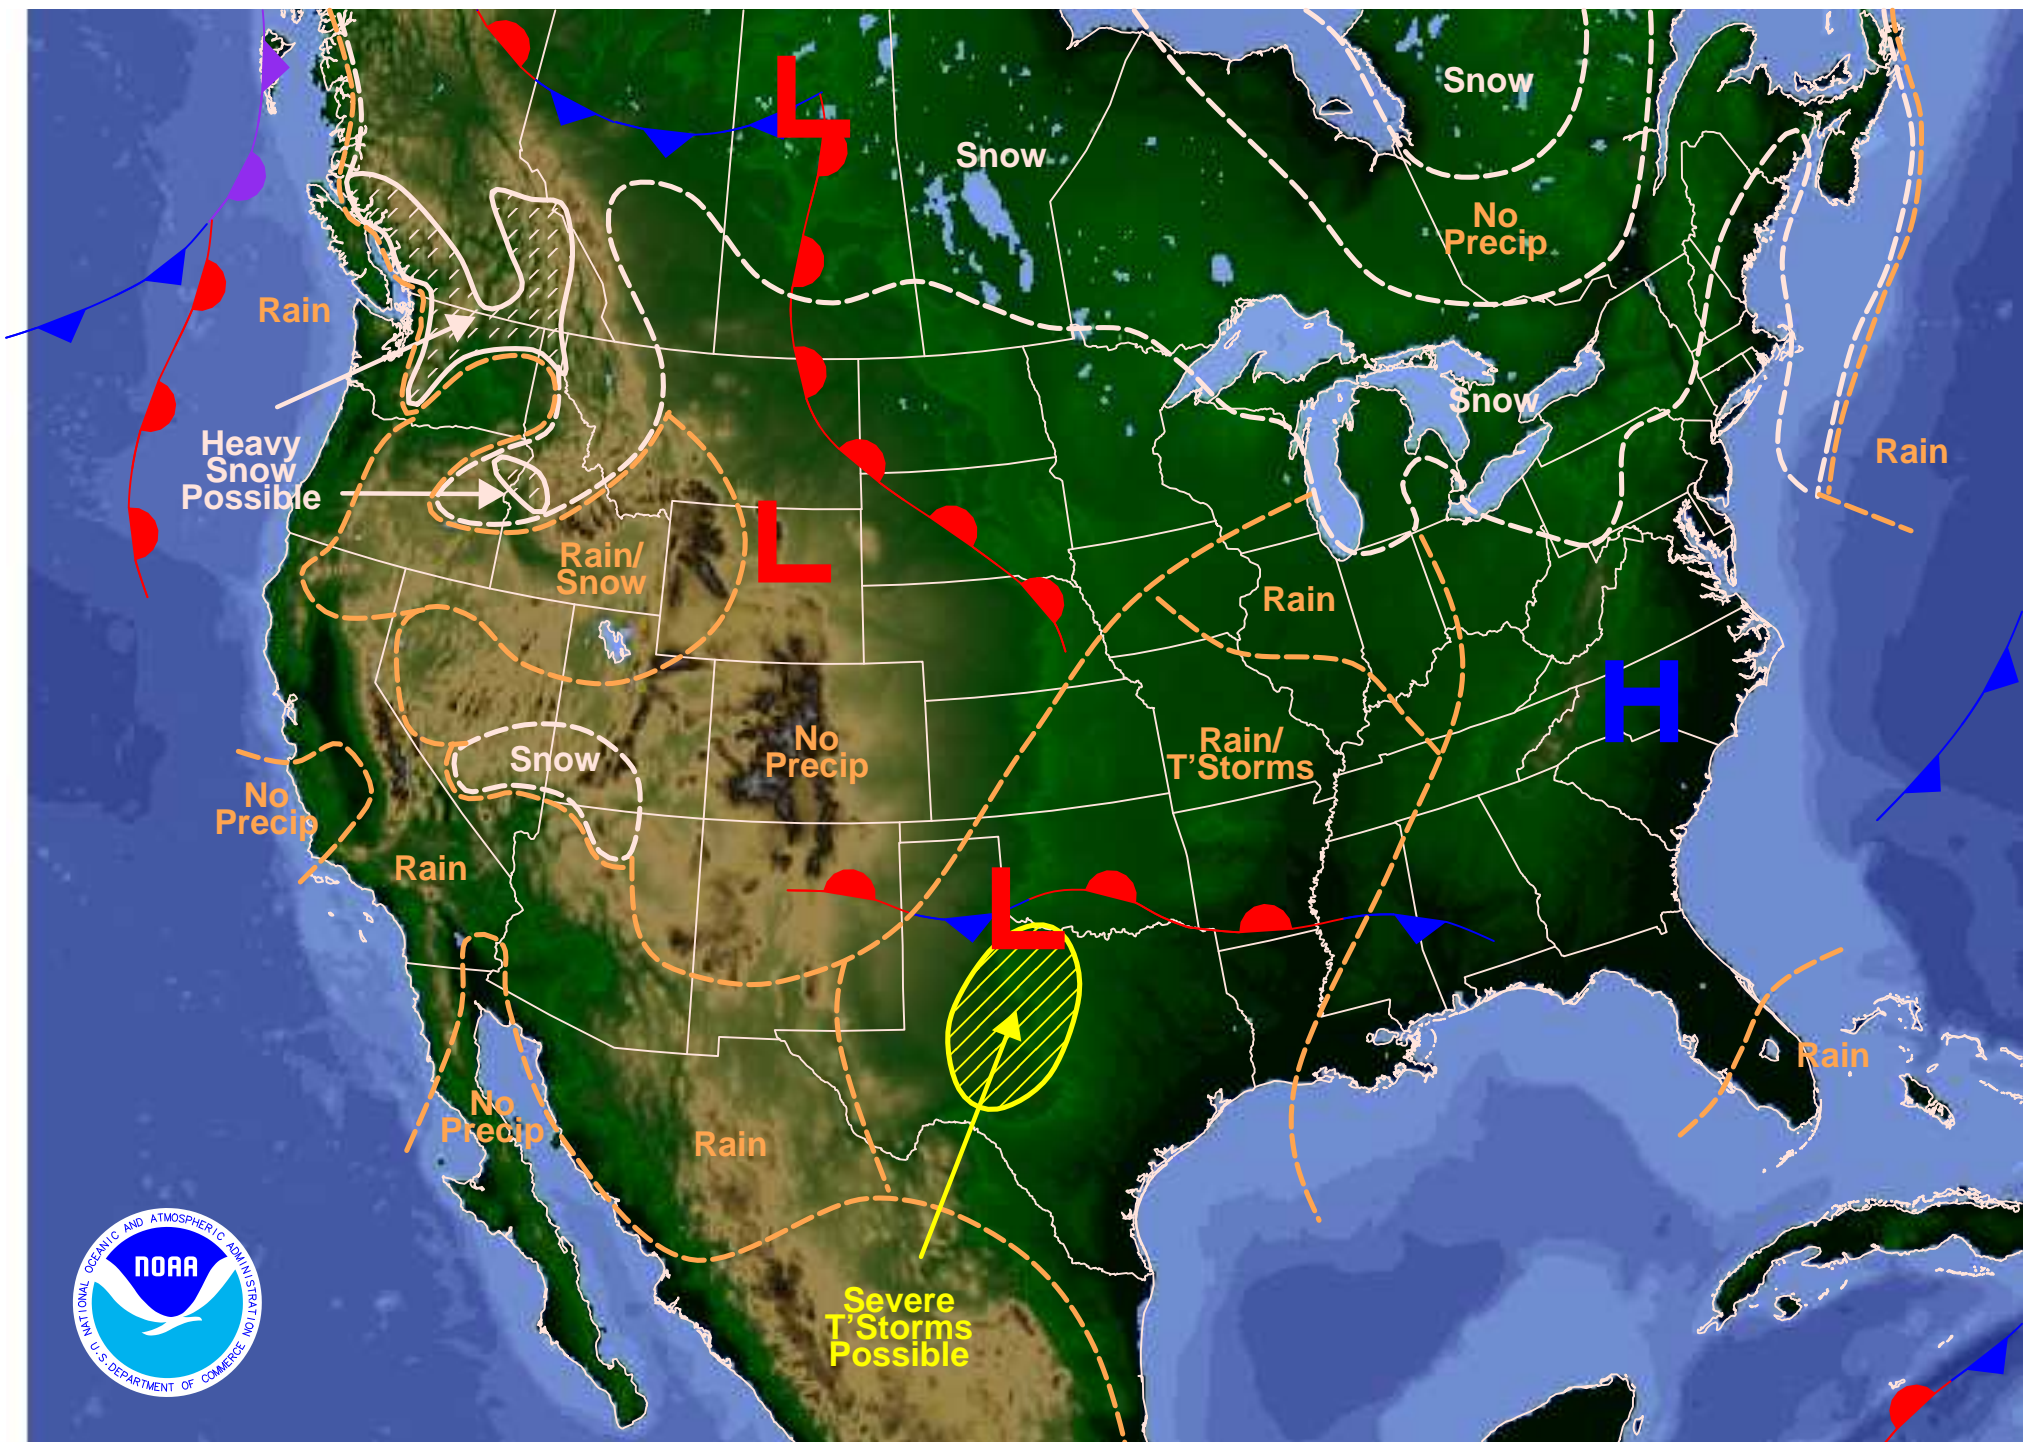 L
Snow
Snow
No
Precip
Rain
Snow
Heavy
Snow
Possible
Rain
L
Rain/
Snow
Rain
H
Snow
No
Precip
Rain/
T'Storms
No
Precip
Rain
L
Rain
No
Precip
Rain
Severe
T'Storms
Possible
NATIONAL OCEANIC AND ATMOSPHERIC ADMINISTRATION
NOAA
U.S. DEPARTMENT OF COMMERCE